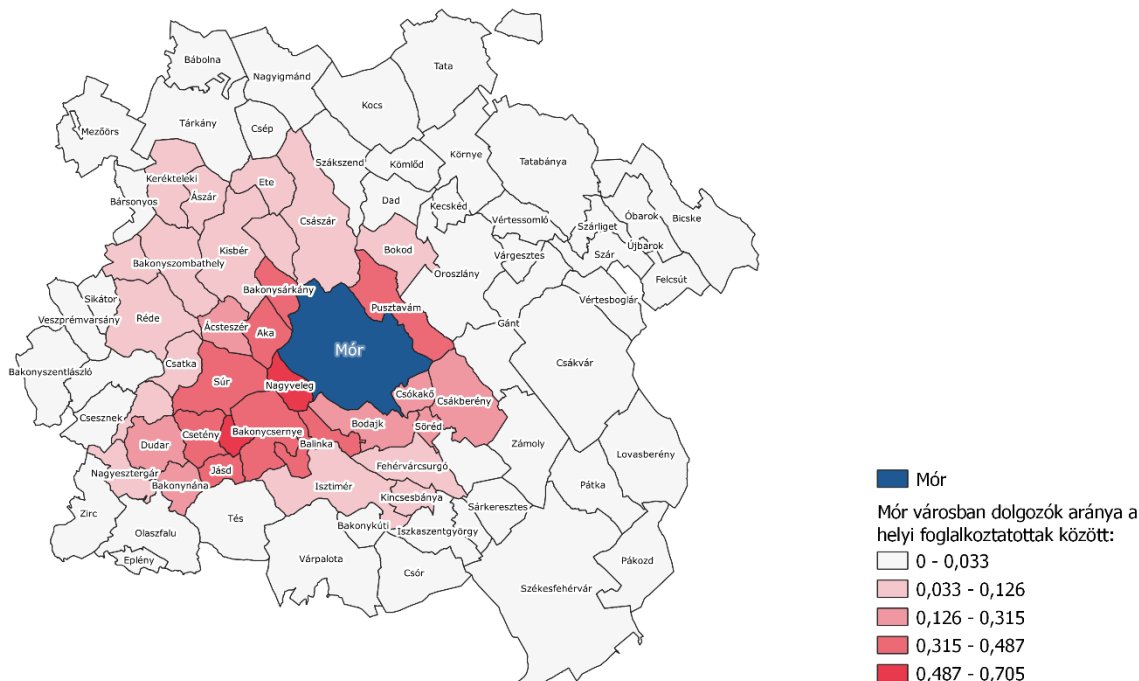 Bábolna
Tata
Nagyigmánd
Kocs
Mezőörs
Tárkány
Csép
Szákszend
Kömlőd
Környe
Tatabánya
Kerékteleki
Ete
Bársonyos
Ászár
Dad
Kecskéd
Császár
Vértessomló
Szárliget
Óbarok
Bicske
Újbarok
Kisbér
Bokod
Várgesztes
Szár
Bakonyszombathely
Oroszlány
Felcsút
Bakonysárkány
Sikátor
Vértesboglár
Pusztavám
Veszprémvarsány
Réde
Ácsteszér
Aka
Gánt
Mór
Csákvár
Csatka
Bakonyszentlászló
Súr
Nagyveleg
Csókakő
Csákberény
Csesznek
Bodajk
Söréd
Csetény
Bakonycsernye
Dudar
Balinka
Zámoly
Lovasberény
Nagyesztergár
Jásd
Fehérvárcsurgó
Bakonynána
Isztimér
Pátka
Kincsesbánya
Zirc
Sárkeresztes
Tés
Bakonykúti
Iszkaszentgyörgy
Olaszfalu
Eplény
Várpalota
Csór
Pákozd
Székesfehérvár
Mór
Mór városban dolgozók aránya a
helyi foglalkoztatottak között:
0 - 0,033
0,033 - 0,126
0,126 - 0,315
0,315 - 0,487
0,487 - 0,705